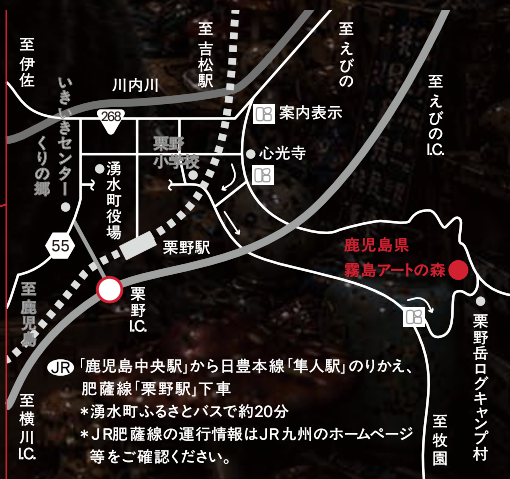 至 伊佐
至 吉松駅
至 えびの
至 えびのI.C.
川内川
268
いきいきセンター
くりの郷
湧水町役場
栗野
小学校
案内表示
心光寺
55
栗野駅
栗野I.C.
至 鹿児島
至 横川I.C.
鹿児島県
霧島アートの森
栗野岳ログキャンプ村
至 牧園
JR 「鹿児島中央駅」から日豊本線「隼人駅」のりかえ、
肥薩線「栗野駅」下車
*湧水町ふるさとバスで約20分
*JR肥薩線の運行情報はJR九州のホームページ
等をご確認ください。